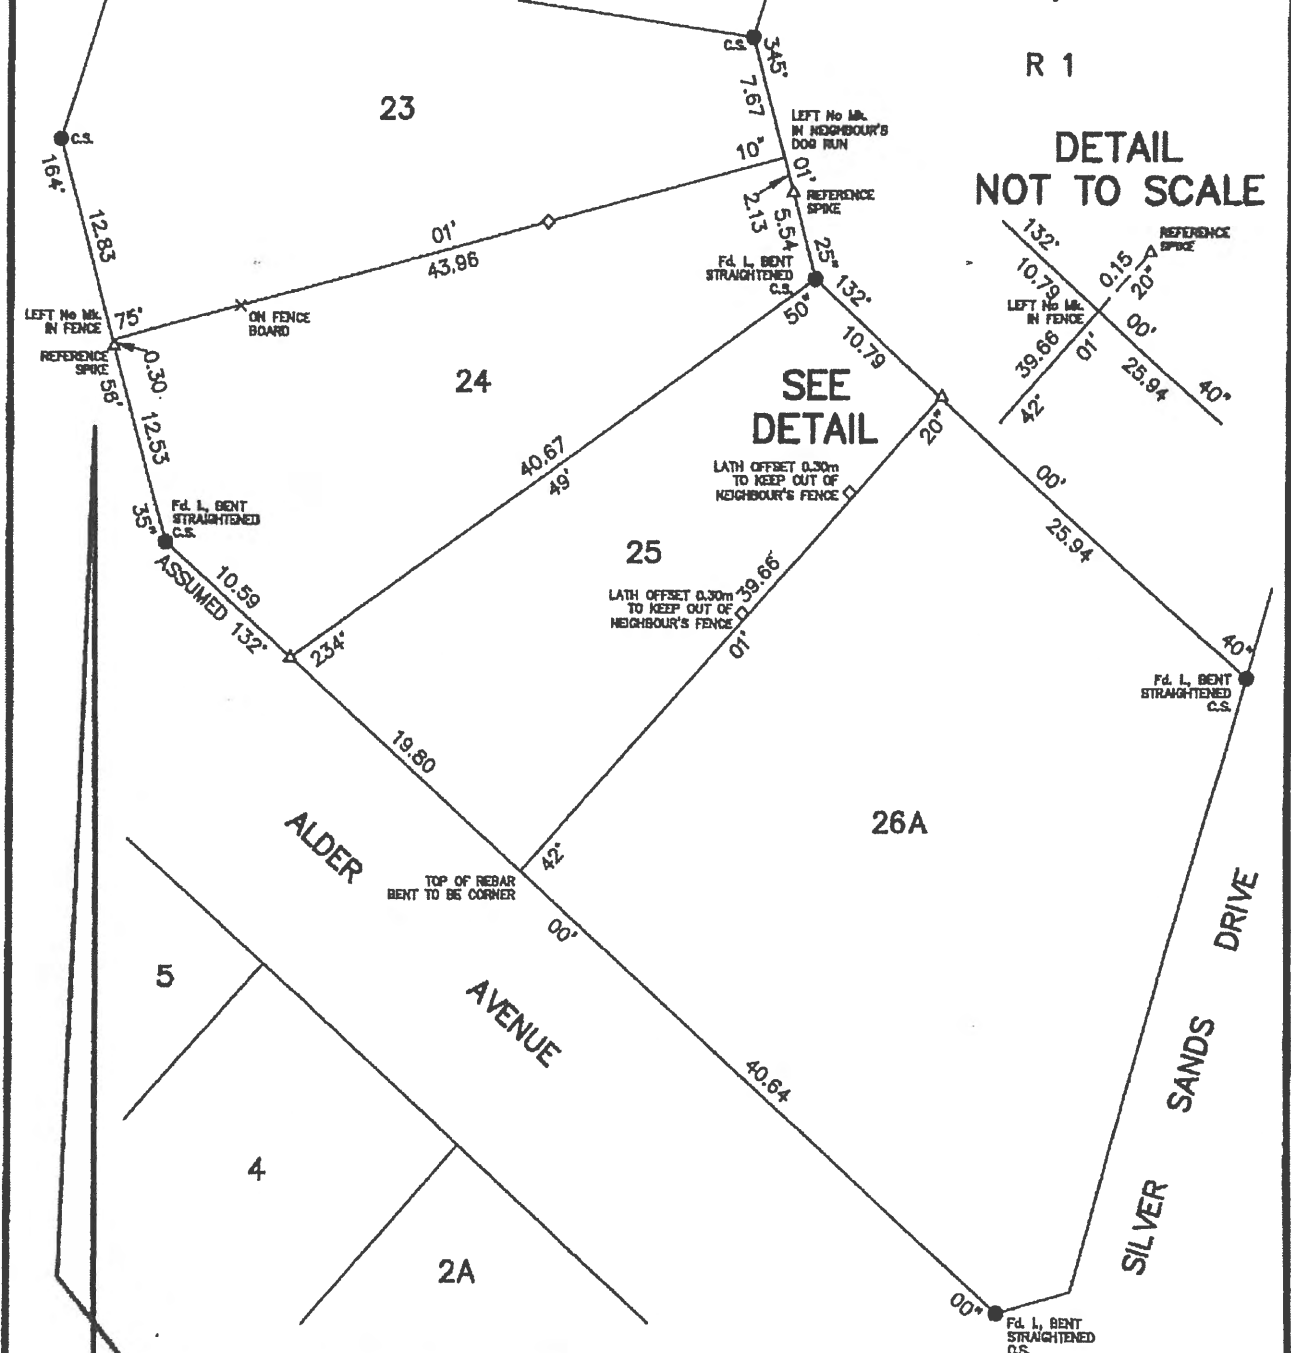 C.S.
345°
R 1
7.67
23
LEFT No Mk.
IN NEIGHBOUR'S
DOG RUN
C.S.
DETAIL
NOT TO SCALE
10"
01'
164°
REFERENCE
SPIKE
2.13
5.54
12.83
01'
43.96
25"
132°
10.79
0.15
REFERENCE
SPIKE
20"
LEFT No Mk.
IN FENCE
00'
39.66
01'
25.94
40"
42°
Fd. I., BENT
STRAIGHTENED
C.S.
132°
50"
10.79
LEFT No Mk.
IN FENCE
75°
ON FENCE
BOARD
REFERENCE
SPIKE
0.30
58'
12.53
24
SEE
DETAIL
20"
40.67
49'
LATH OFFSET 0.30m
TO KEEP OUT OF
NEIGHBOUR'S FENCE
00'
25.94
Fd. I., BENT
STRAIGHTENED
C.S.
35"
25
ASSUMED 132°
10.59
234°
LATH OFFSET 0.30m
TO KEEP OUT OF
NEIGHBOUR'S FENCE
39.66
01'
40"
Fd. I., BENT
STRAIGHTENED
C.S.
19.80
26A
ALDER
AVENUE
42°
TOP OF REBAR
BENT TO BE CORNER
00'
SILVER SANDS DRIVE
5
40.64
4
2A
00"
Fd. I., BENT
STRAIGHTENED
C.S.